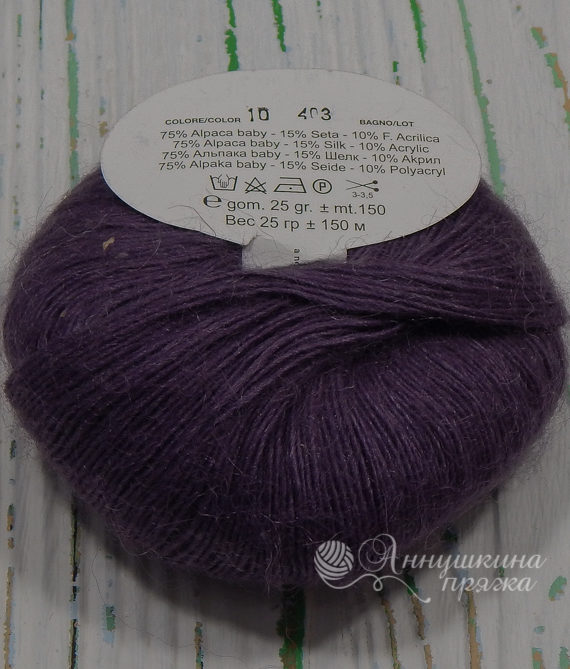 COLORE/COLOR 10 403 BAGNO/LOT
75% Alpaca baby - 15% Seta - 10% F. Acrilica
75% Alpaca baby - 15% Silk - 10% Acrylic
75% Альпака baby - 15% Шелк - 10% Акрил
75% Alpaka baby - 15% Seide - 10% Polyacryl
P 3-3,5
e gom. 25 gr. ± mt.150
Вес 25 гр ± 150 м
Аннушкина
пряжка